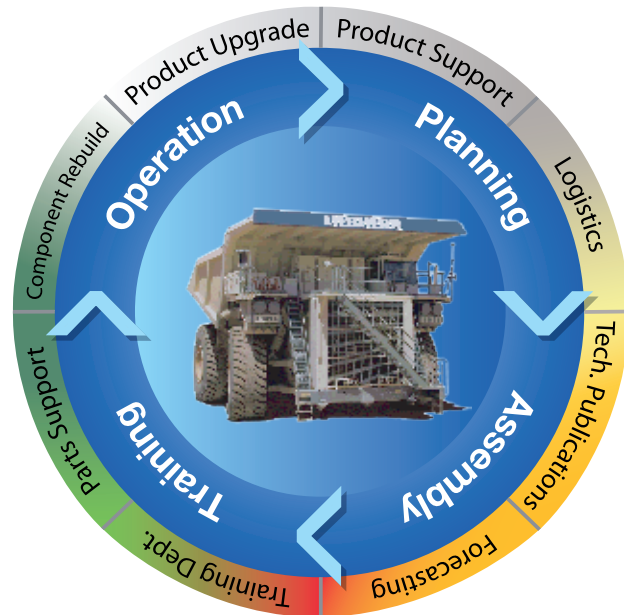 Product Support
Logistics
Tech. Publications
Forecasting
Training Dept.
Parts Support
Component Rebuild
Product Upgrade
Planning
Assembly
Training
Operation